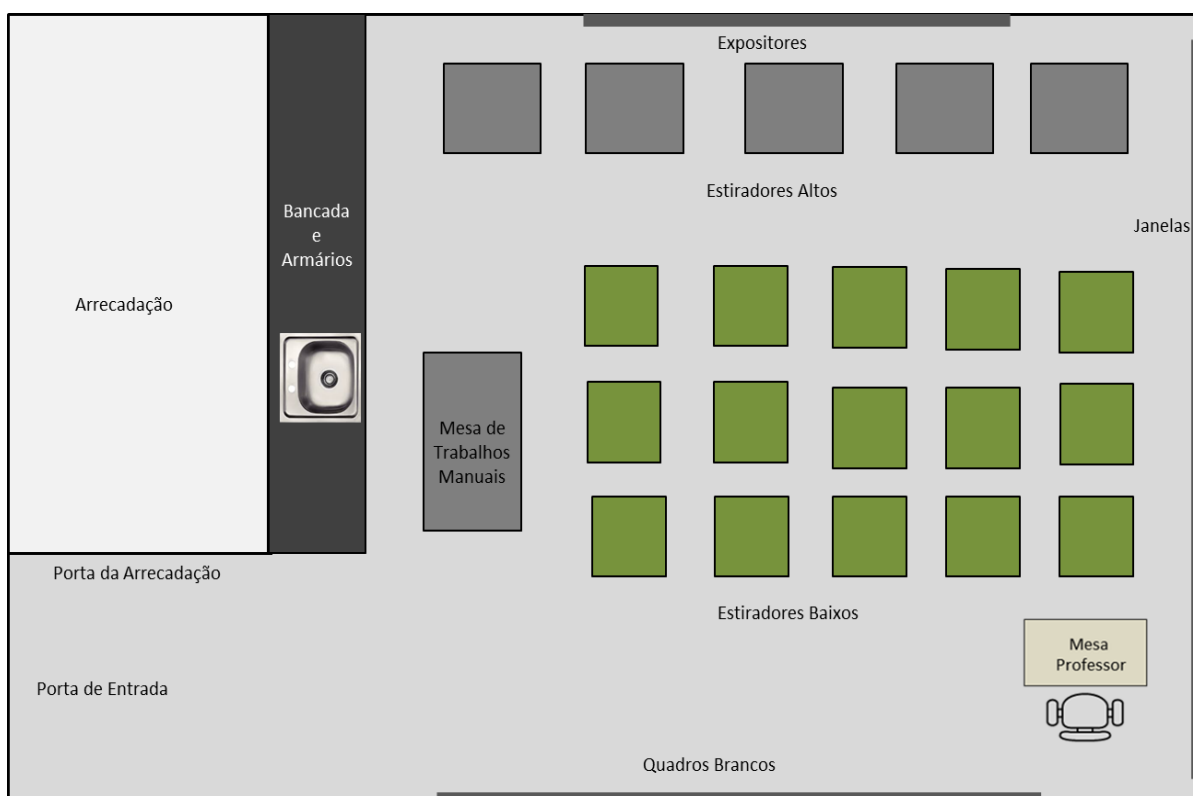 Expositores
Estiradores Altos
Bancada
e
Armários
Janelas
Arrecadação
Mesa de
Trabalhos
Manuais
Porta da Arrecadação
Estiradores Baixos
Mesa
Professor
Porta de Entrada
Quadros Brancos